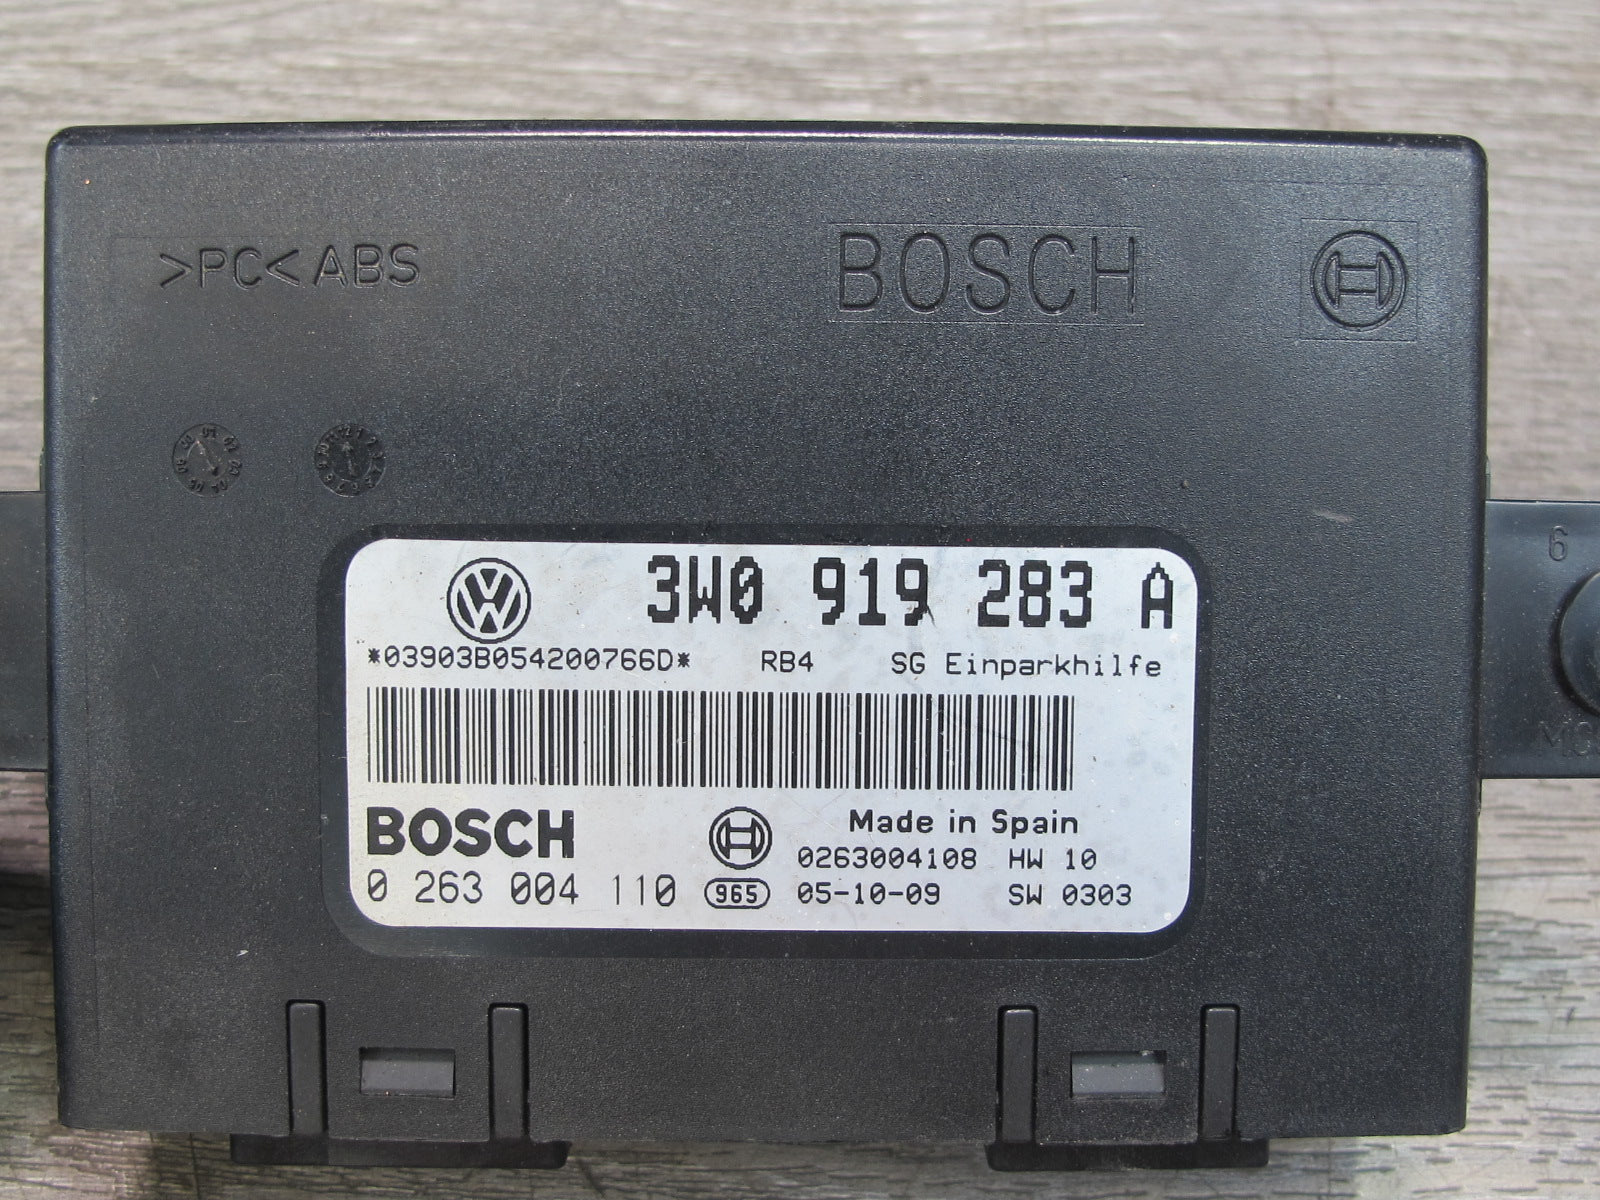 >PC< ABS
BOSCH
3W0 919 283 A
*03903B054200766D* RB4 SG Einparkhilfe
BOSCH
Made in Spain
0263004108 HW 10
0 263 004 110 965 05-10-09 SW 0303
6